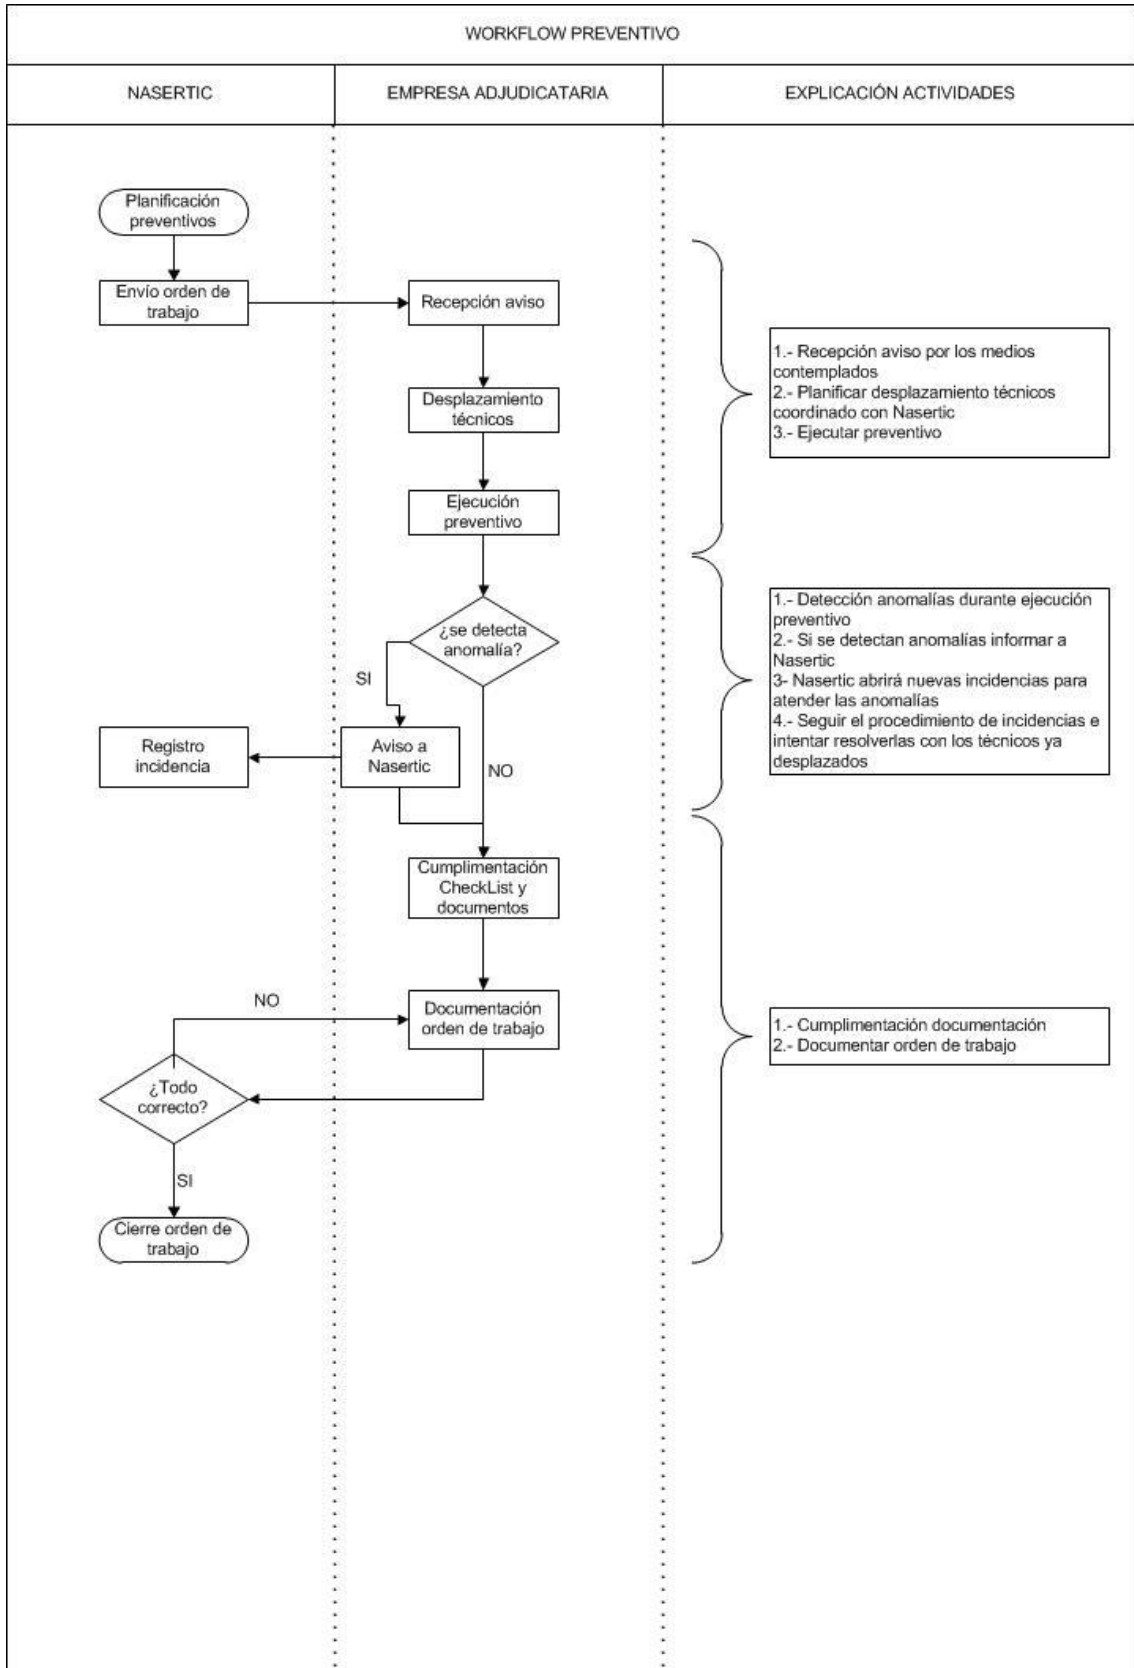 WORKFLOW PREVENTIVO
NASERTIC
EMPRESA ADJUDICATARIA
EXPLICACIÓN ACTIVIDADES
Planificación
preventivos
Envío orden de
trabajo
Recepción aviso
Desplazamiento
técnicos
Ejecución
preventivo
1.- Recepción aviso por los medios
contemplados
2.- Planificar desplazamiento técnicos
coordinado con Nasertic
3.- Ejecutar preventivo
¿se detecta
anomalía?
SI
Aviso a
Nasertic
NO
Registro
incidencia
1.- Detección anomalías durante ejecución
preventivo
2.- Si se detectan anomalías informar a
Nasertic
3- Nasertic abrirá nuevas incidencias para
atender las anomalías
4.- Seguir el procedimiento de incidencias e
intentar resolverlas con los técnicos ya
desplazados
Cumplimentación
CheckList y
documentos
Documentación
orden de trabajo
NO
¿Todo
correcto?
SI
Cierre orden de
trabajo
1.- Cumplimentación documentación
2.- Documentar orden de trabajo